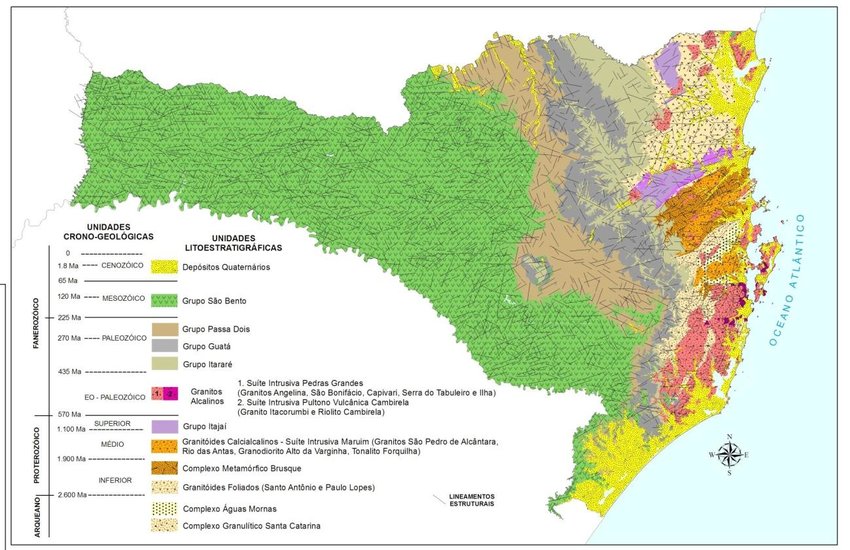 OCEANO ATLÂNTICO
N
W E
S
UNIDADES
CRONO-GEOLÓGICAS
UNIDADES
LITOESTRATIGRÁFICAS
FANEROZÓICO
PROTEROZÓICO
ARQUEANO
0
1.8 Ma
CENOZÓICO
Depósitos Quaternários
65 Ma
120 Ma
MESOZÓICO
Grupo São Bento
225 Ma
270 Ma
PALEOZÓICO
Grupo Passa Dois
Grupo Guatá
Grupo Itararé
435 Ma
EO - PALEOZÓICO
-1- -2-
Granitos
Alcalinos
1. Suíte Intrusiva Pedras Grandes
(Granitos Angelina, São Bonifácio, Capivari, Serra do Tabuleiro e Ilha)
2. Suíte Intrusiva Pultono Vulcânica Cambirela
(Granito Itacorumbi e Riolito Cambirela)
570 Ma
SUPERIOR
Grupo Itajaí
1.100 Ma
MÉDIO
Granitóides Calcialcalinos - Suíte Intrusiva Maruim (Granitos São Pedro de Alcântara,
Rio das Antas, Granodiorito Alto da Varginha, Tonalito Forquilha)
1.900 Ma
Complexo Metamórfico Brusque
INFERIOR
Granitóides Foliados (Santo Antônio e Paulo Lopes)
2.600 Ma
Complexo Águas Mornas
Complexo Granulítico Santa Catarina
LINEAMENTOS
ESTRUTURAIS